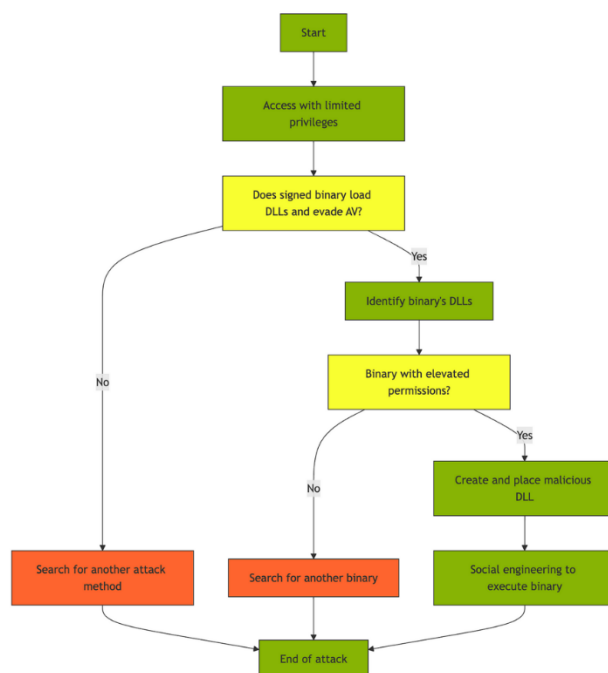 Start
Access with limited
privileges
Does signed binary load
DLLs and evade AV?
Yes
Identify binary's DLLs
No
Binary with elevated
permissions?
Yes
No
Create and place malicious
DLL
Search for another attack
method
Search for another binary
Social engineering to
execute binary
End of attack